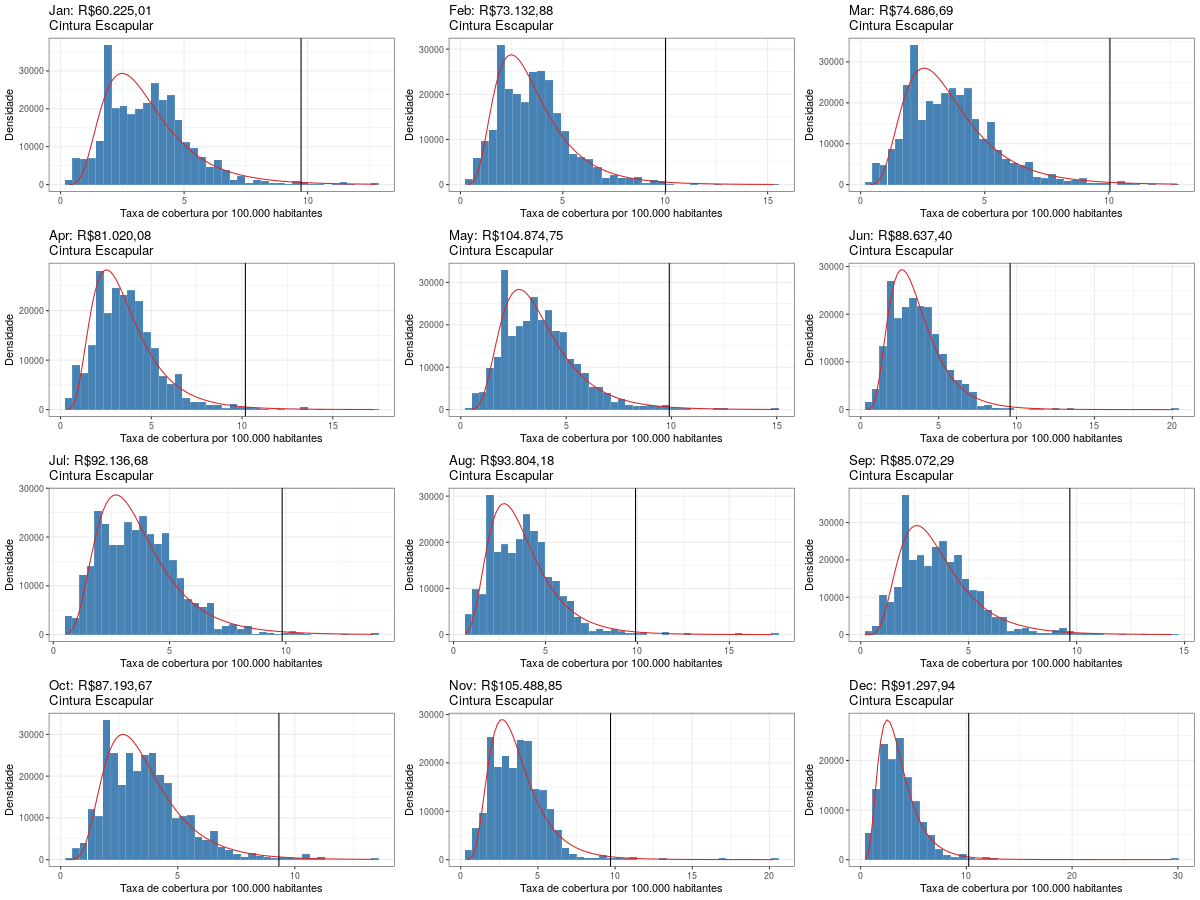 Jan: R$60.225,01
Cintura Escapular
Densidade
30000
20000
10000
0
0 5 10
Taxa de cobertura por 100.000 habitantes
Feb: R$73.132,88
Cintura Escapular
Densidade
30000
20000
10000
0
0 5 10 15
Taxa de cobertura por 100.000 habitantes
Mar: R$74.686,69
Cintura Escapular
Densidade
30000
20000
10000
0
0 5 10
Taxa de cobertura por 100.000 habitantes
Apr: R$81.020,08
Cintura Escapular
Densidade
20000
10000
0
0 5 10 15
Taxa de cobertura por 100.000 habitantes
May: R$104.874,75
Cintura Escapular
Densidade
30000
20000
10000
0
0 5 10 15
Taxa de cobertura por 100.000 habitantes
Jun: R$88.637,40
Cintura Escapular
Densidade
30000
20000
10000
0
0 5 10 15 20
Taxa de cobertura por 100.000 habitantes
Jul: R$92.136,68
Cintura Escapular
Densidade
30000
20000
10000
0
0 5 10
Taxa de cobertura por 100.000 habitantes
Aug: R$93.804,18
Cintura Escapular
Densidade
30000
20000
10000
0
0 5 10 15
Taxa de cobertura por 100.000 habitantes
Sep: R$85.072,29
Cintura Escapular
Densidade
30000
20000
10000
0
0 5 10 15
Taxa de cobertura por 100.000 habitantes
Oct: R$87.193,67
Cintura Escapular
Densidade
30000
20000
10000
0
0 5 10
Taxa de cobertura por 100.000 habitantes
Nov: R$105.488,85
Cintura Escapular
Densidade
30000
20000
10000
0
0 5 10 15 20
Taxa de cobertura por 100.000 habitantes
Dec: R$91.297,94
Cintura Escapular
Densidade
20000
10000
0
0 10 20 30
Taxa de cobertura por 100.000 habitantes